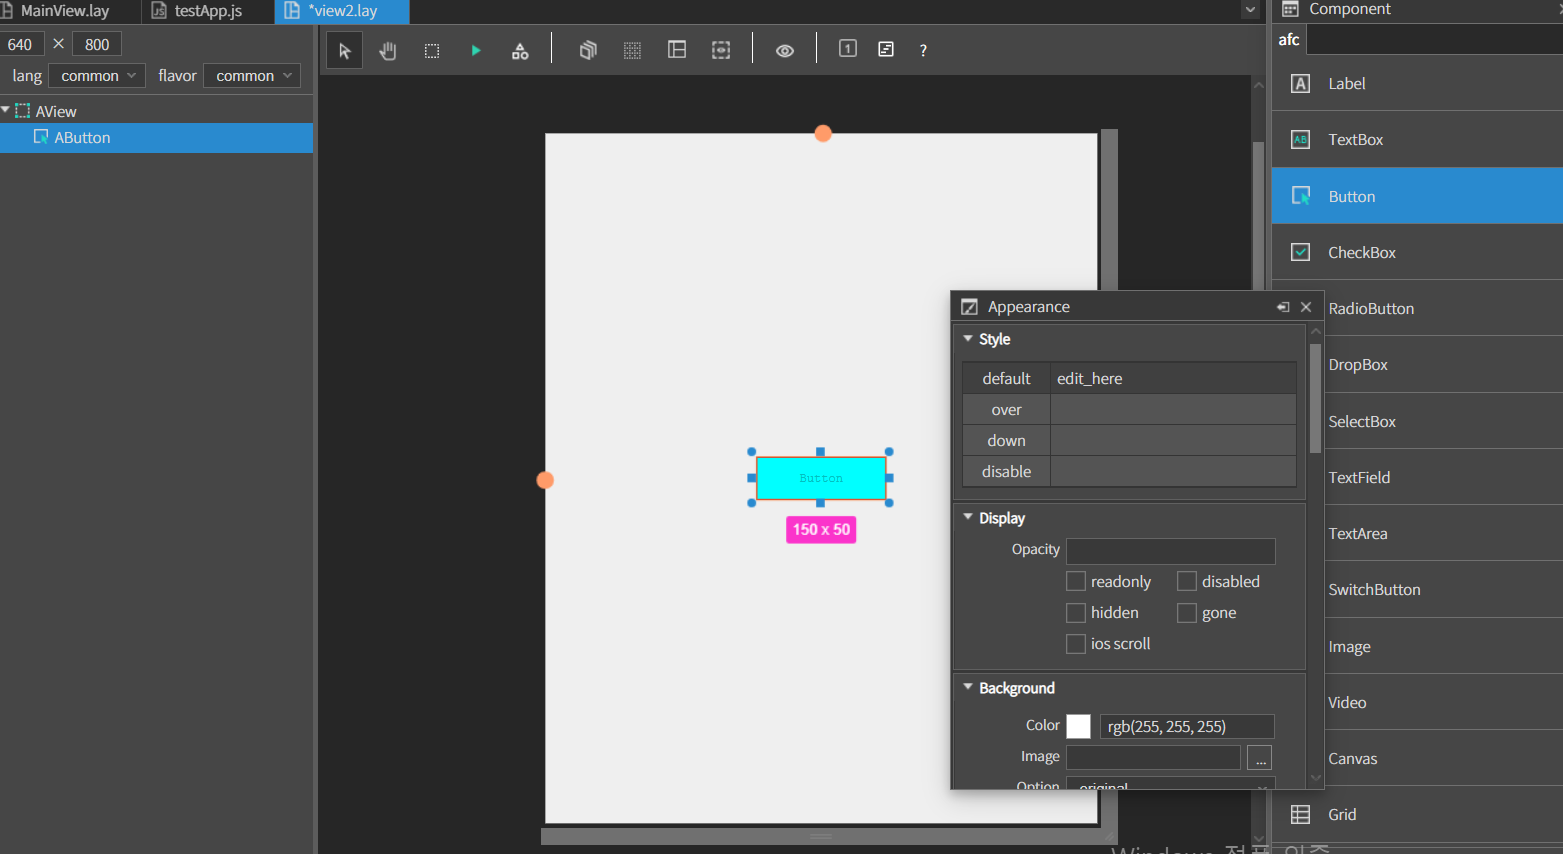 MainView.lay
testApp.js
*view2.lay
640 × 800
lang common flavor common
AView
AButton
1
?
Button
150 x 50
Appearance
Style
default edit_here
over
down
disable
Display
Opacity
readonly disabled
hidden gone
ios scroll
Background
Color rgb(255, 255, 255)
Image ...
Option original
Component
afc
Label
TextBox
Button
CheckBox
RadioButton
DropBox
SelectBox
TextField
TextArea
SwitchButton
Image
Video
Canvas
Grid
Windows 정품 인증